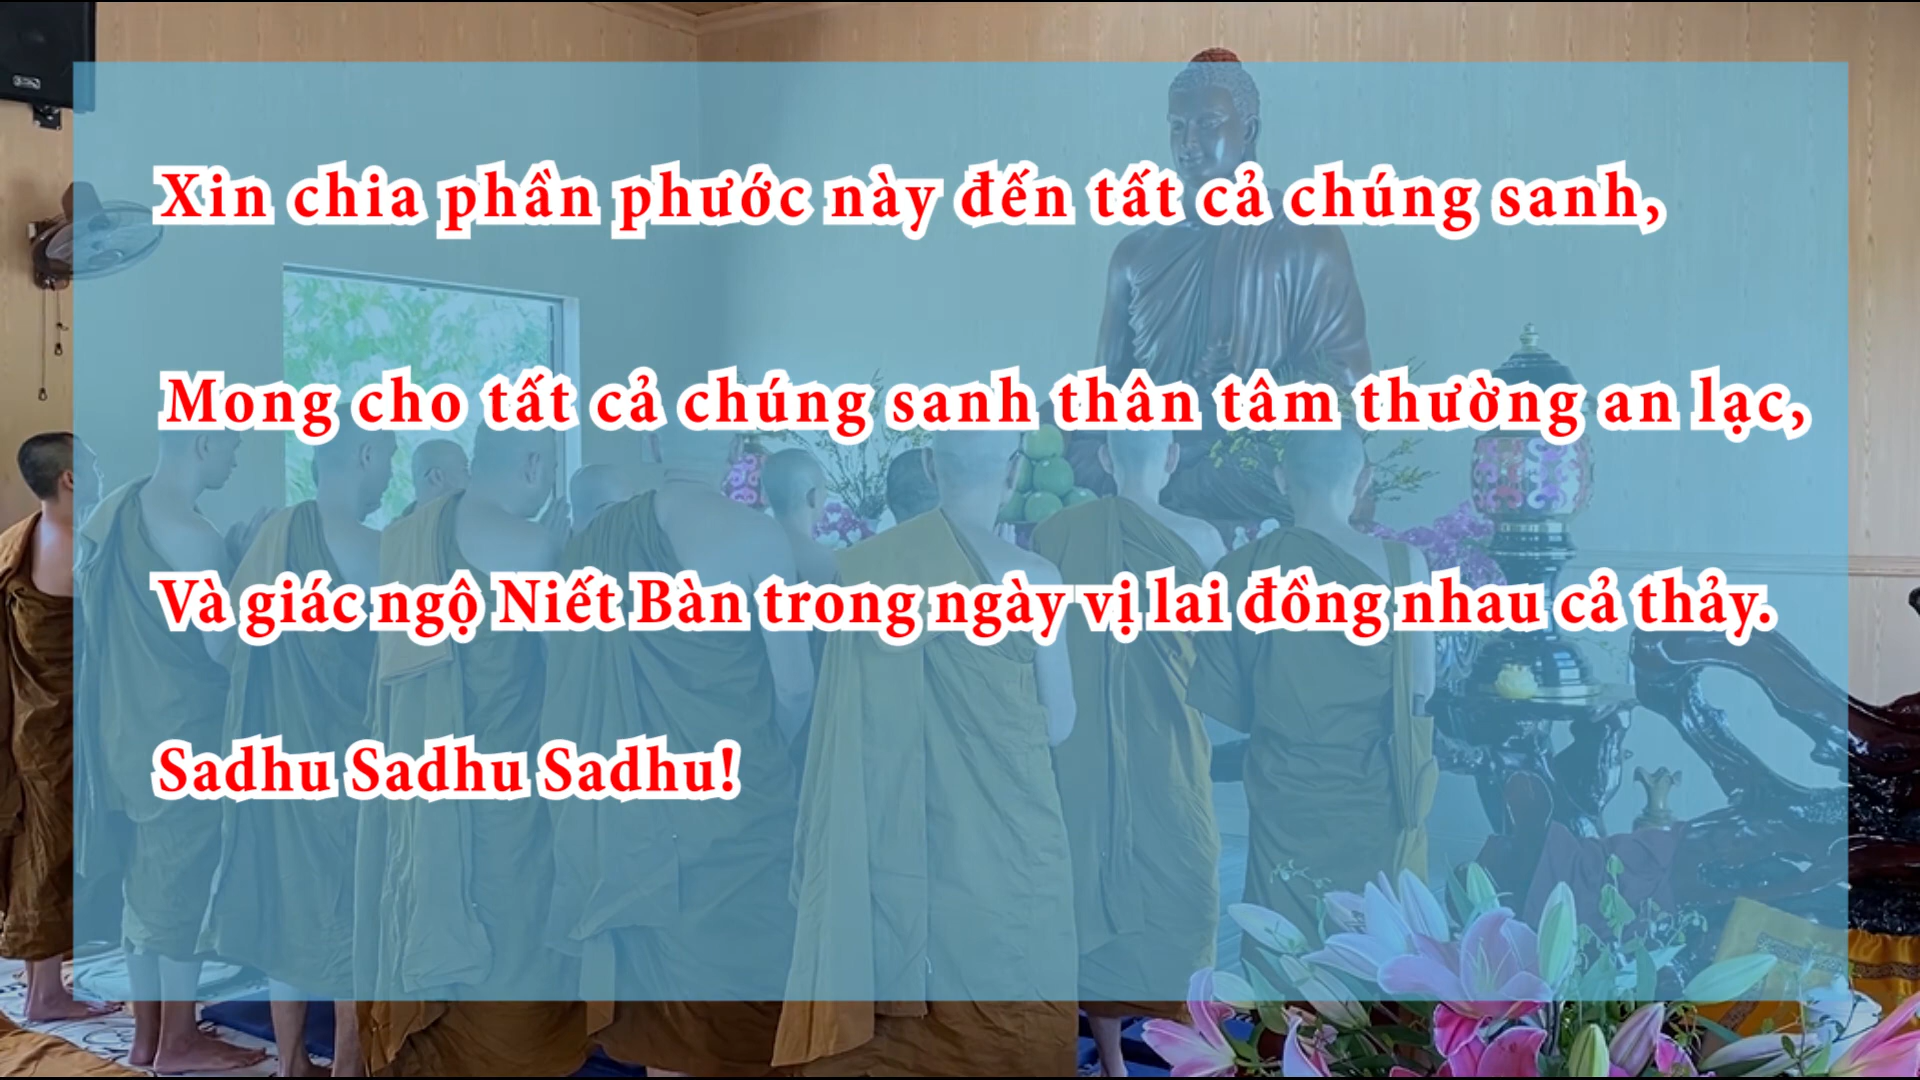 Xin chia phần phước này đến tất cả chúng sanh,
Mong cho tất cả chúng sanh thân tâm thường an lạc,
Và giác ngộ Niết Bàn trong ngày vị lai đồng nhau cả thảy.
Sadhu Sadhu Sadhu!